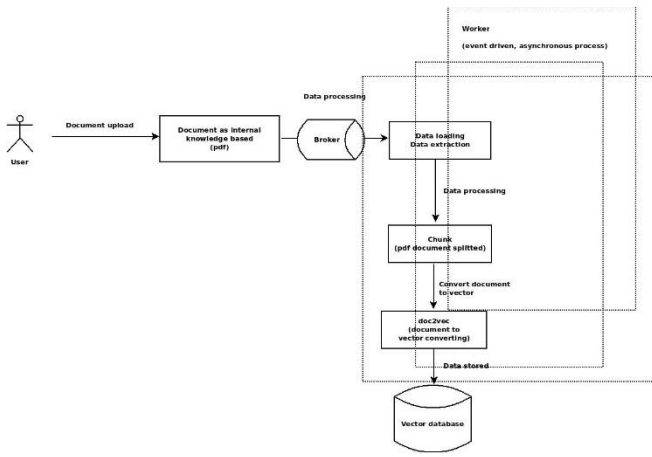 Worker
(event driven, asynchronous process)
Data processing
Document upload
Document as internal
knowledge based
(pdf)
Broker
Data loading
Data extraction
User
Data processing
Chunk
(pdf document splitted)
Convert document
to vector
doc2vec
(document to
vector converting)
Data stored
Vector database